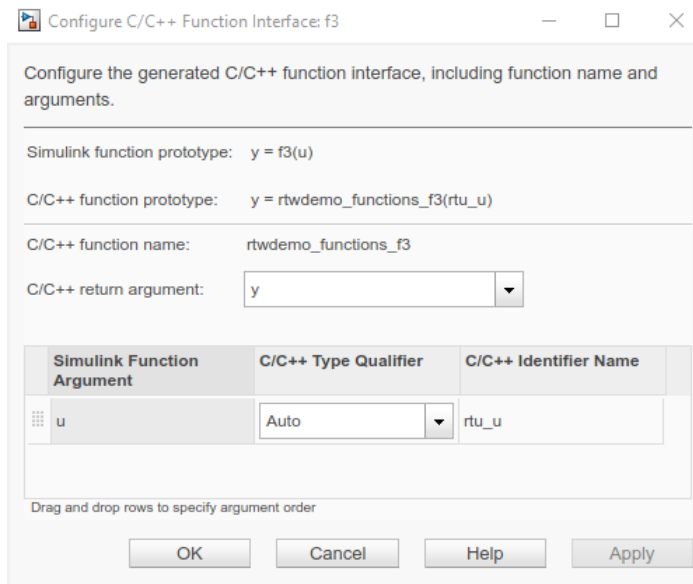 Configure C/C++ Function Interface: f3
Configure the generated C/C++ function interface, including function name and
arguments.
Simulink function prototype: y = f3(u)
C/C++ function prototype: y = rtwdemo_functions_f3(rtu_u)
C/C++ function name: rtwdemo_functions_f3
C/C++ return argument: y
Simulink Function Argument C/C++ Type Qualifier C/C++ Identifier Name
u Auto rtu_u
Drag and drop rows to specify argument order
OK Cancel Help Apply